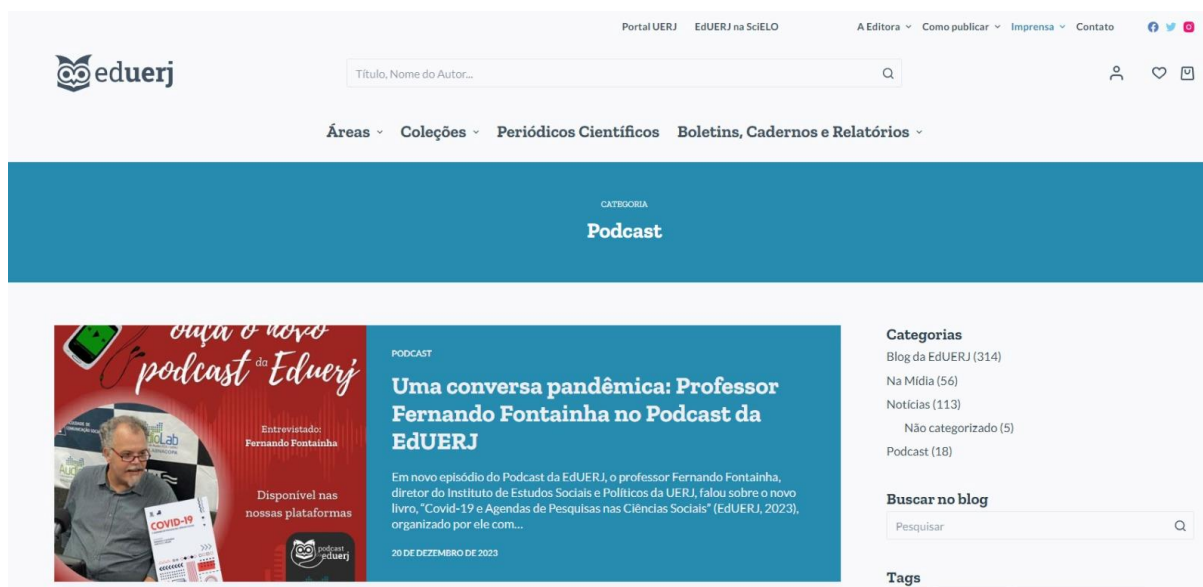 Portal UERJ EdUERJ na SciELO A Editora Como publicar Imprensa Contato
eduerj
Título, Nome do Autor...
Áreas Coleções Periódicos Científicos Boletins, Cadernos e Relatórios
CATEGORIA
Podcast
ouça o novo
podcast da Eduerj
Entrevistado:
Fernando Fontainha
Disponível nas
nossas plataformas
COVID-19
podcast
eduerj
PODCAST
Uma conversa pandêmica: Professor
Fernando Fontainha no Podcast da
EdUERJ
Em novo episódio do Podcast da EdUERJ, o professor Fernando Fontainha,
diretor do Instituto de Estudos Sociais e Políticos da UERJ, falou sobre o novo
livro, "Covid-19 e Agendas de Pesquisas nas Ciências Sociais" (EdUERJ, 2023),
organizado por ele com...
20 DE DEZEMBRO DE 2023
Categorias
Blog da EdUERJ (314)
Na Mídia (56)
Notícias (113)
Não categorizado (5)
Podcast (18)
Buscar no blog
Pesquisar
Tags